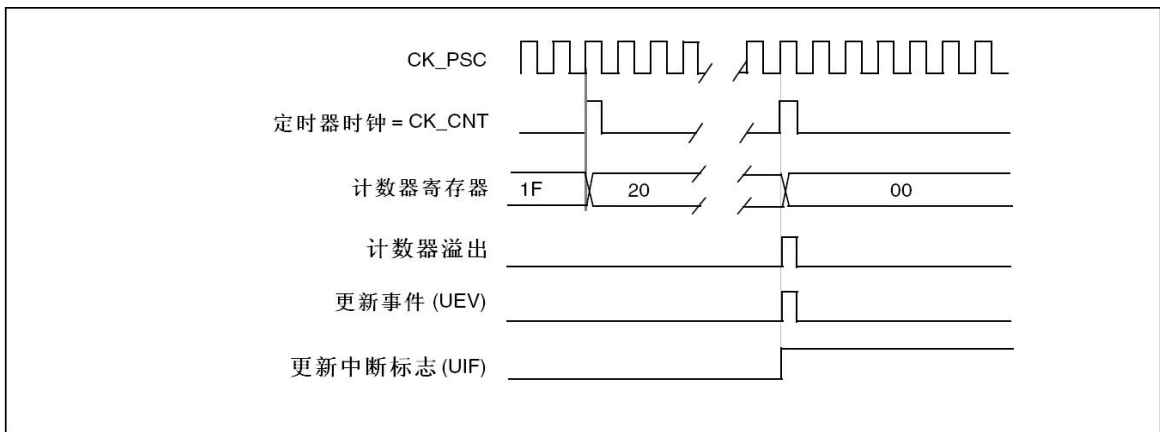 CK_PSC
定时器时钟 = CK_CNT
计数器寄存器 1F 20 00
计数器溢出
更新事件 (UEV)
更新中断标志 (UIF)